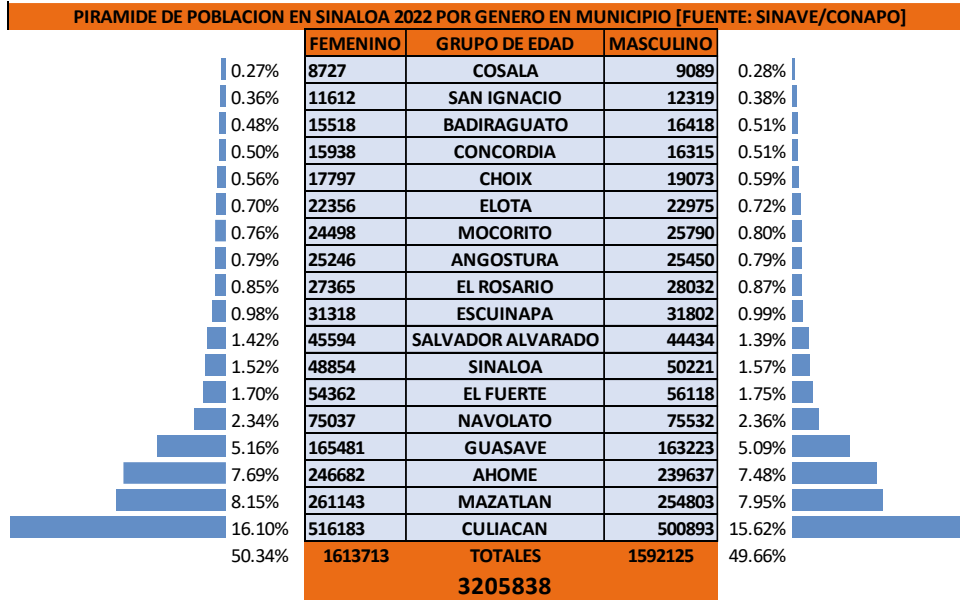 PIRAMIDE DE POBLACION EN SINALOA 2022 POR GENERO EN MUNICIPIO [FUENTE: SINAVE/CONAPO]
FEMENINO GRUPO DE EDAD MASCULINO
0.27% 8727 COSALA 9089 0.28%
0.36% 11612 SAN IGNACIO 12319 0.38%
0.48% 15518 BADIRAGUATO 16418 0.51%
0.50% 15938 CONCORDIA 16315 0.51%
0.56% 17797 CHOIX 19073 0.59%
0.70% 22356 ELOTA 22975 0.72%
0.76% 24498 MOCORITO 25790 0.80%
0.79% 25246 ANGOSTURA 25450 0.79%
0.85% 27365 EL ROSARIO 28032 0.87%
0.98% 31318 ESCUINAPA 31802 0.99%
1.42% 45594 SALVADOR ALVARADO 44434 1.39%
1.52% 48854 SINALOA 50221 1.57%
1.70% 54362 EL FUERTE 56118 1.75%
2.34% 75037 NAVOLATO 75532 2.36%
5.16% 165481 GUASAVE 163223 5.09%
7.69% 246682 AHOME 239637 7.48%
8.15% 261143 MAZATLAN 254803 7.95%
16.10% 516183 CULIACAN 500893 15.62%
50.34% 1613713 TOTALES 1592125 49.66%
3205838